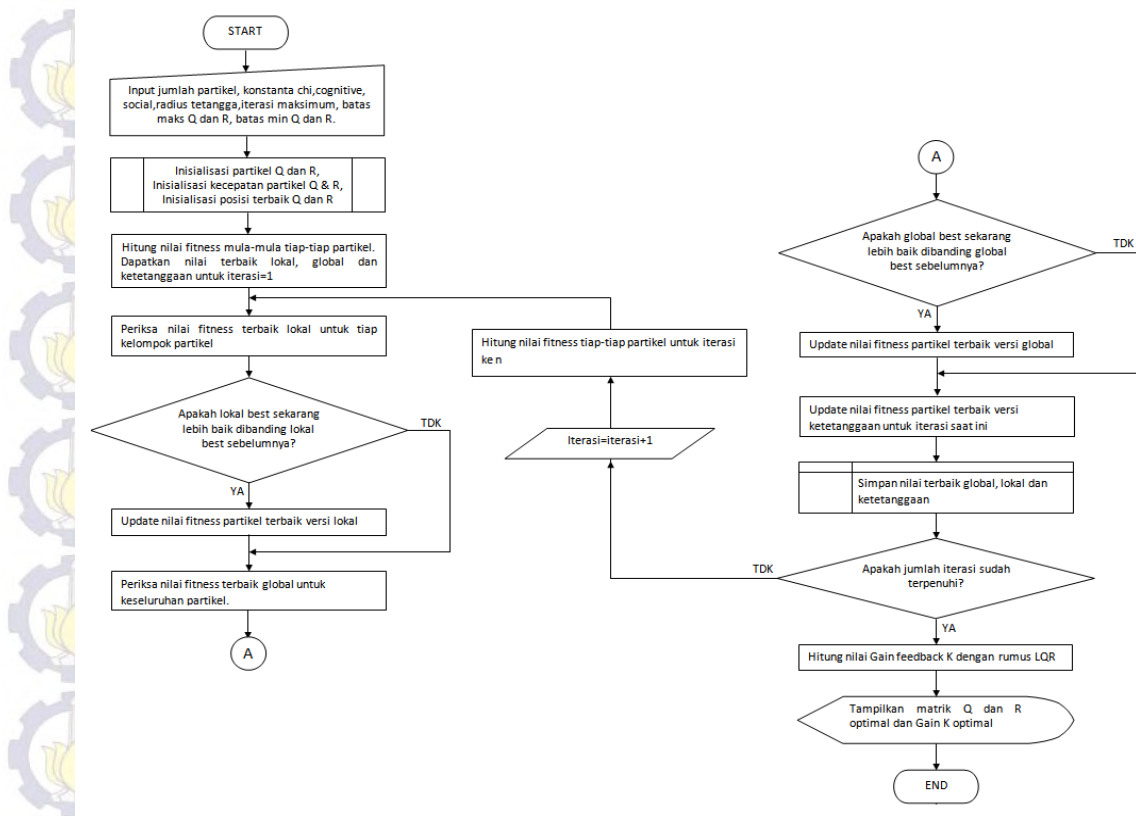 START
Input jumlah partikel, konstanta chi,cognitive,
social,radius tetangga,iterasi maksimum, batas
maks Q dan R, batas min Q dan R.
Inisialisasi partikel Q dan R,
Inisialisasi kecepatan partikel Q & R,
Inisialisasi posisi terbaik Q dan R
Hitung nilai fitness mula-mula tiap-tiap partikel.
Dapatkan nilai terbaik lokal, global dan
ketetanggaan untuk iterasi=1
Periksa nilai fitness terbaik lokal untuk tiap
kelompok partikel
Apakah lokal best sekarang
lebih baik dibanding lokal
best sebelumnya?
TDK
YA
Update nilai fitness partikel terbaik versi lokal
Periksa nilai fitness terbaik global untuk
keseluruhan partikel.
A
Hitung nilai fitness tiap-tiap partikel untuk iterasi
ke n
Iterasi=iterasi+1
A
Apakah global best sekarang
lebih baik dibanding global
best sebelumnya?
TDK
YA
Update nilai fitness partikel terbaik versi global
Update nilai fitness partikel terbaik versi
ketetanggaan untuk iterasi saat ini
Simpan nilai terbaik global, lokal dan
ketetanggaan
Apakah jumlah iterasi sudah
terpenuhi?
TDK
YA
Hitung nilai Gain feedback K dengan rumus LQR
Tampilkan matrik Q dan R
optimal dan Gain K optimal
END